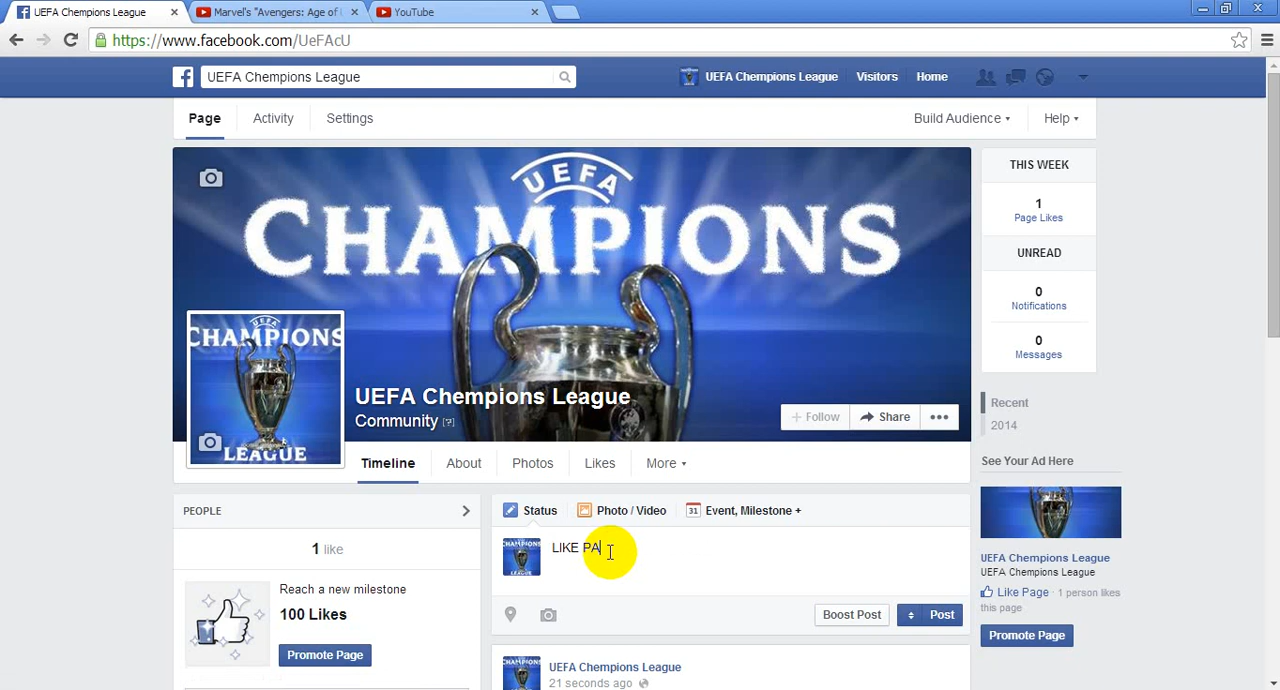 UEFA Champions League
Marvel's "Avengers: Age of U
YouTube
https://www.facebook.com/UeFAcU
UEFA Chempions League
UEFA Chempions League
Visitors
Home
Page
Activity
Settings
Build Audience
Help
UEFA
CHAMPIONS
UEFA
CHAMPIONS
LEAGUE
UEFA Chempions League
Community [?]
+ Follow
Share
THIS WEEK
1
Page Likes
UNREAD
0
Notifications
0
Messages
Recent
2014
See Your Ad Here
Timeline
About
Photos
Likes
More
PEOPLE
1 like
Reach a new milestone
100 Likes
Promote Page
Status
Photo / Video
31
Event, Milestone +
CHAMPIONS
LEAGUE
LIKE PA
Boost Post
Post
CHAMPIONS
UEFA Chempions League
21 seconds ago
UEFA Chempions League
UEFA Chempions League
Like Page · 1 person likes
this page
Promote Page